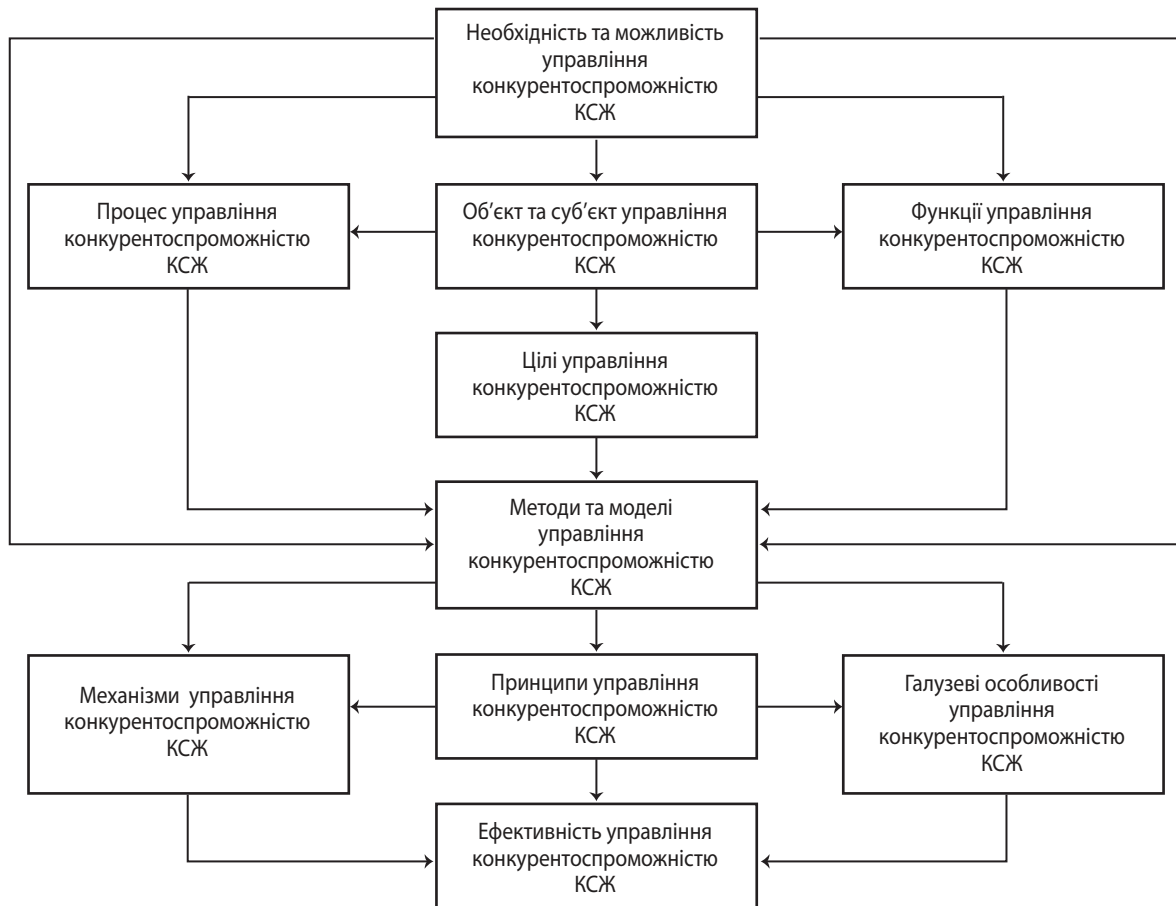 Необхідність та можливість
управління
конкурентоспроможністю
КСЖ
Процес управління
конкурентоспроможністю
КСЖ
Об’єкт та суб’єкт управління
конкурентоспроможністю
КСЖ
Функції управління
конкурентоспроможністю
КСЖ
Цілі управління
конкурентоспроможністю
КСЖ
Методи та моделі
управління
конкурентоспроможністю
КСЖ
Механізми управління
конкурентоспроможністю
КСЖ
Принципи управління
конкурентоспроможністю
КСЖ
Галузеві особливості
управління
конкурентоспроможністю
КСЖ
Ефективність управління
конкурентоспроможністю
КСЖ